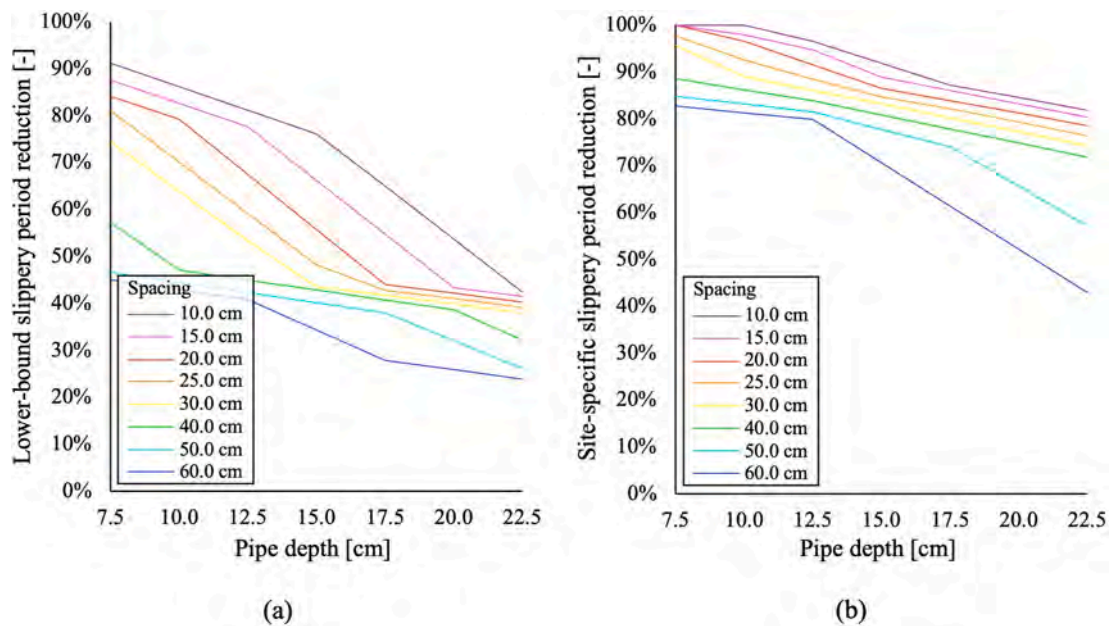 Lower-bound slippery period reduction [-]
100%
90%
80%
70%
60%
50%
40%
30%
20%
10%
0%
Spacing
10.0 cm
15.0 cm
20.0 cm
25.0 cm
30.0 cm
40.0 cm
50.0 cm
60.0 cm
7.5 10.0 12.5 15.0 17.5 20.0 22.5
Pipe depth [cm]
(a)
Site-specific slippery period reduction [-]
100%
90%
80%
70%
60%
50%
40%
30%
20%
10%
0%
Spacing
10.0 cm
15.0 cm
20.0 cm
25.0 cm
30.0 cm
40.0 cm
50.0 cm
60.0 cm
7.5 10.0 12.5 15.0 17.5 20.0 22.5
Pipe depth [cm]
(b)